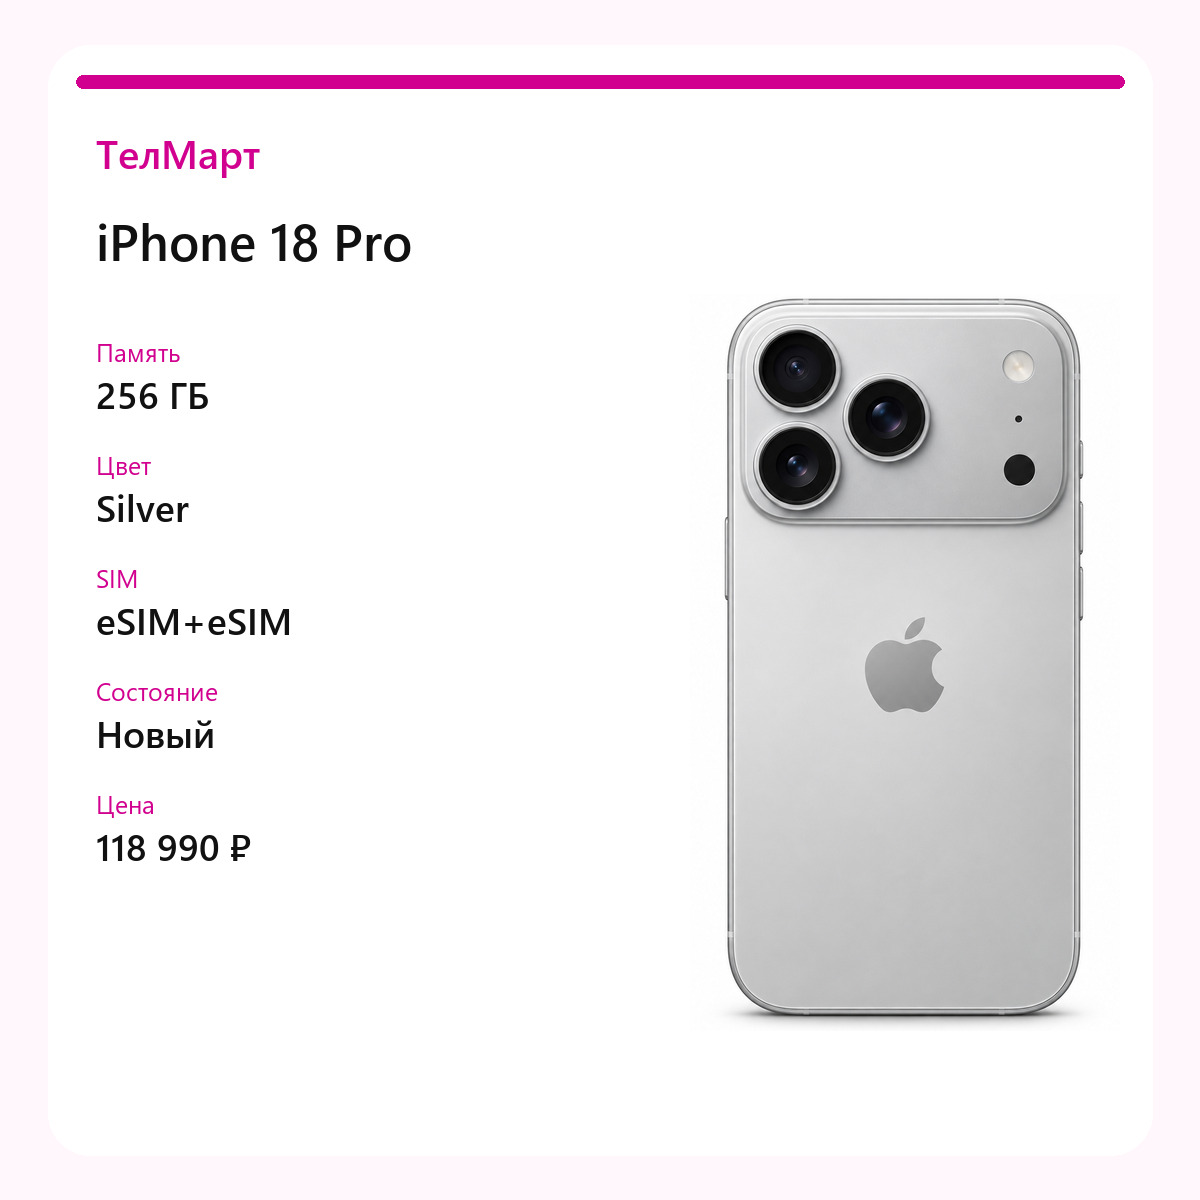 ТелМарт
iPhone 18 Pro
Память
256 ГБ
Цвет
Silver
SIM
eSIM+eSIM
Состояние
Новый
Цена
118 990 ₽